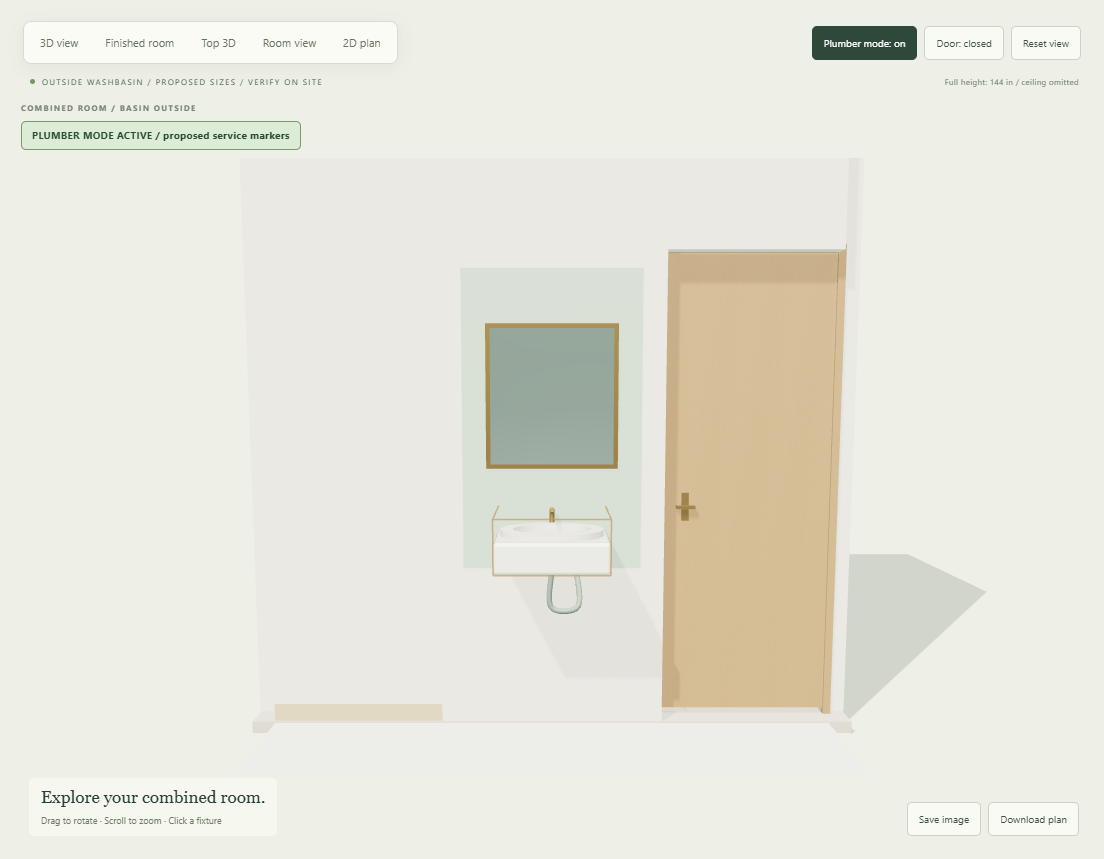 3D view
Finished room
Top 3D
Room view
2D plan
Plumber mode: on
Door: closed
Reset view
OUTSIDE WASHBASIN / PROPOSED SIZES / VERIFY ON SITE
Full height: 144 in / ceiling omitted
COMBINED ROOM / BASIN OUTSIDE
PLUMBER MODE ACTIVE / proposed service markers
Explore your combined room.
Drag to rotate · Scroll to zoom · Click a fixture
Save image
Download plan